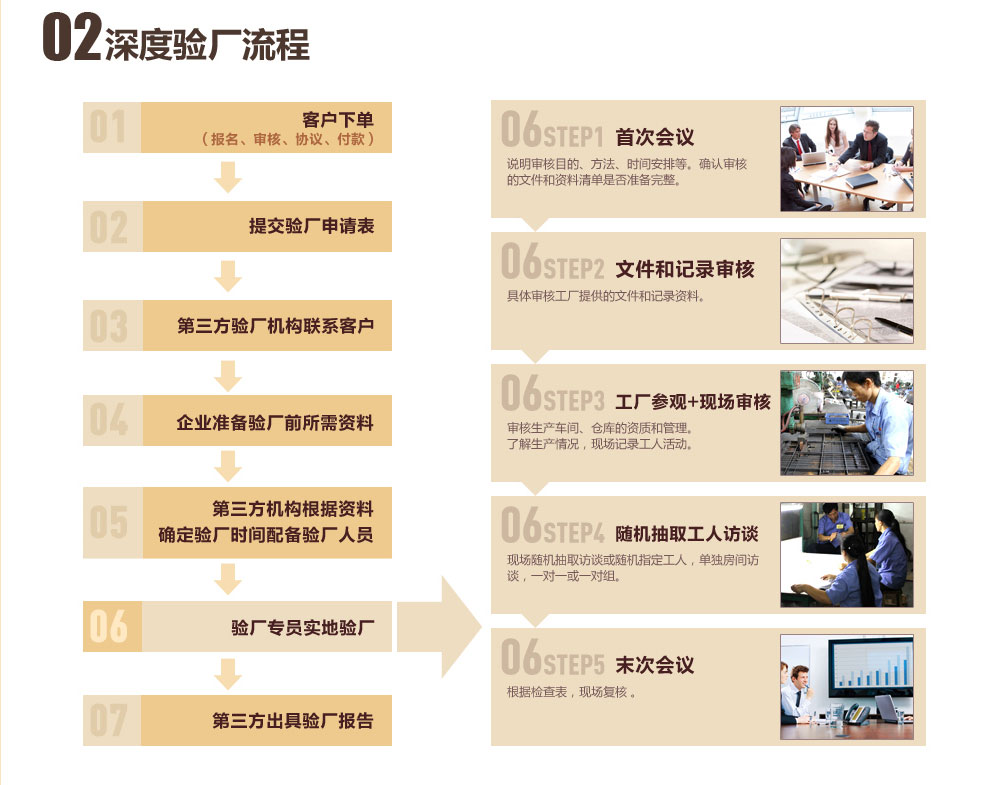 02深度验厂流程
01
客户下单
（报名、审核、协议、付款）
02
提交验厂申请表
03
第三方验厂机构联系客户
04
企业准备验厂前所需资料
05
第三方机构根据资料
确定验厂时间配备验厂人员
06
验厂专员实地验厂
07
第三方出具验厂报告
06STEP1 首次会议
说明审核目的、方法、时间安排等。确认审核
的文件和资料清单是否准备完整。
06STEP2 文件和记录审核
具体审核工厂提供的文件和记录资料。
06STEP3 工厂参观+现场审核
审核生产车间、仓库的资质和管理。
了解生产情况，现场记录工人活动。
06STEP4 随机抽取工人访谈
现场随机抽取访谈或随机指定工人，单独房间访
谈，一对一或一对组。
06STEP5 末次会议
根据检查表，现场复核 。